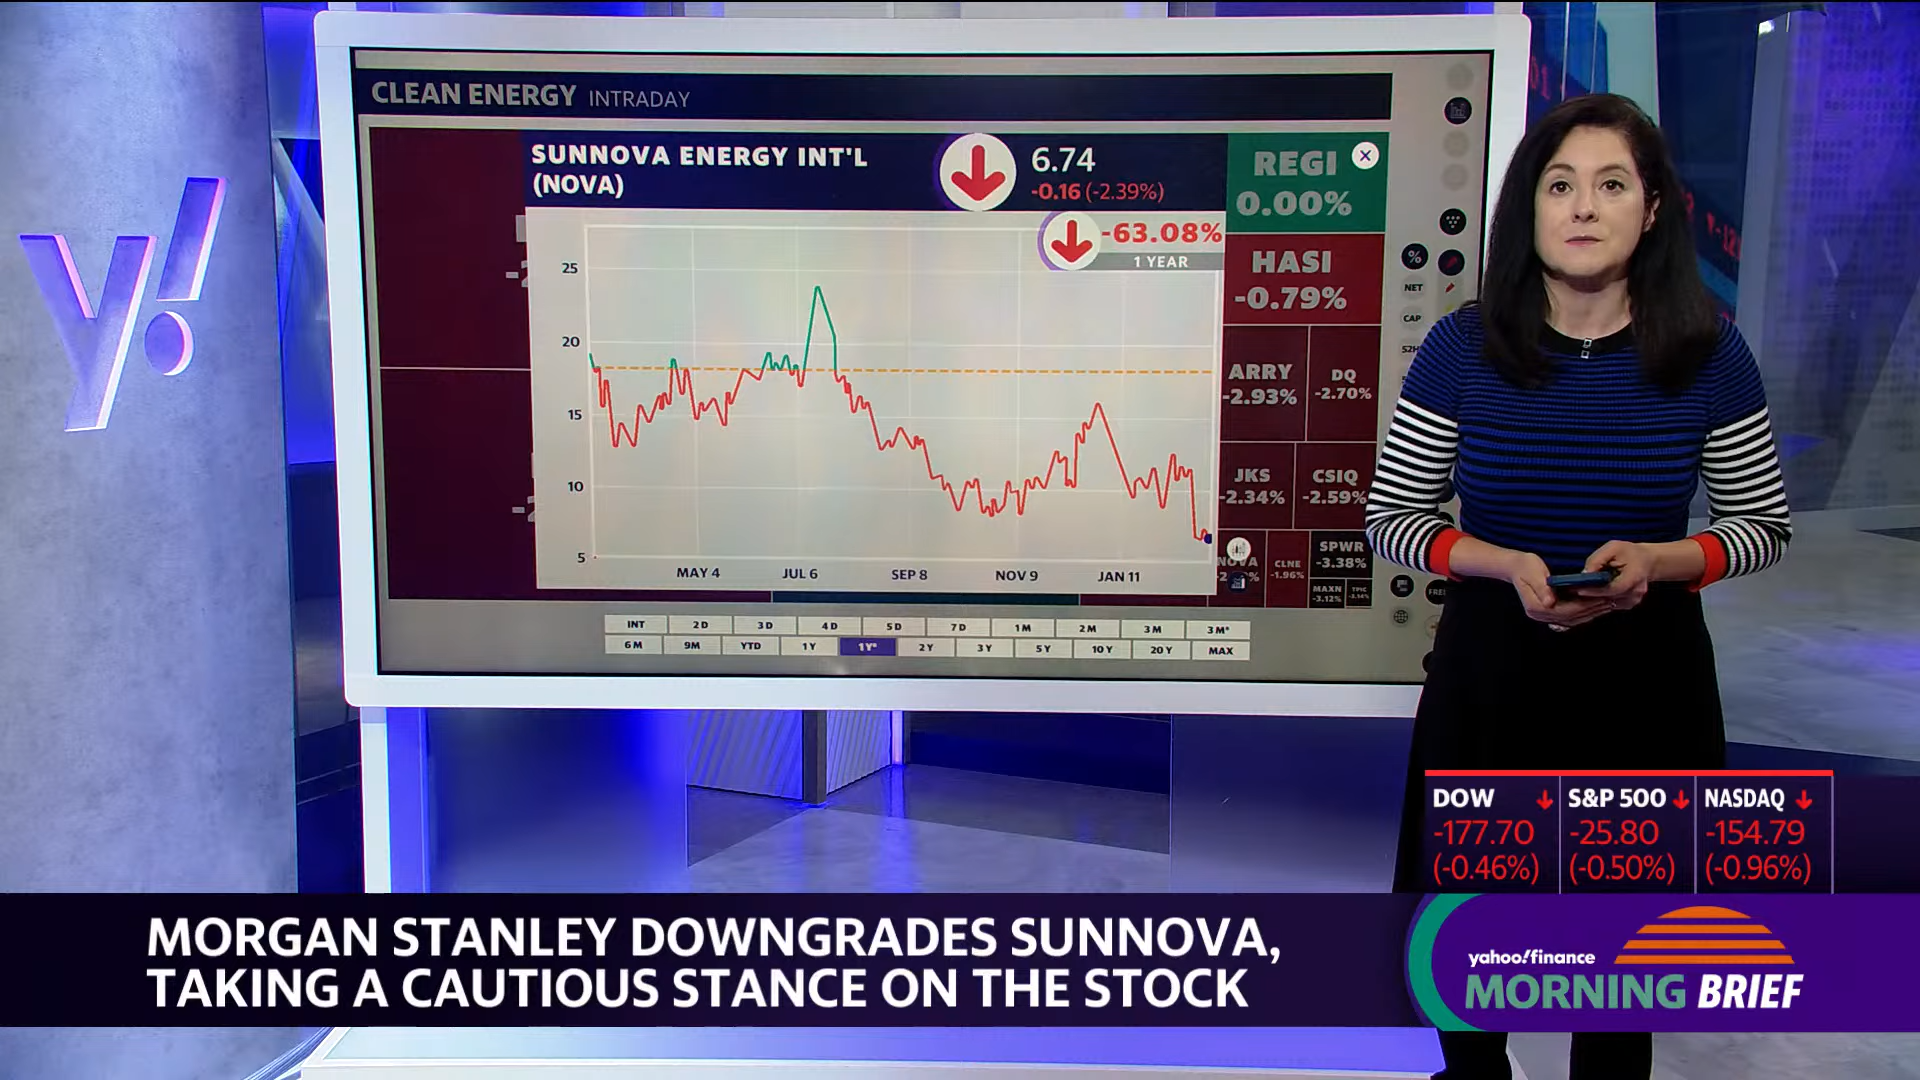 y!
CLEAN ENERGY INTRADAY
SUNNOVA ENERGY INT'L
(NOVA)
6.74
-0.16 (-2.39%)
-63.08%
1 YEAR
25
20
15
10
5
MAY 4
JUL 6
SEP 8
NOV 9
JAN 11
REGI
0.00%
HASI
-0.79%
ARRY
-2.93%
DQ
-2.70%
JKS
-2.34%
CSIQ
-2.59%
NOVA
CLNE
-1.96%
SPWR
-3.38%
MAXN
-3.12%
%
NET
CAP
INT 2D 3D 4D 5D 7D 1M 2M 3M 3M*
6M 9M YTD 1Y 1Y* 2Y 3Y 5Y 10Y 20Y MAX
DOW
-177.70
(-0.46%)
S&P 500
-25.80
(-0.50%)
NASDAQ
-154.79
(-0.96%)
MORGAN STANLEY DOWNGRADES SUNNOVA,
TAKING A CAUTIOUS STANCE ON THE STOCK
yahoo!finance
MORNING BRIEF